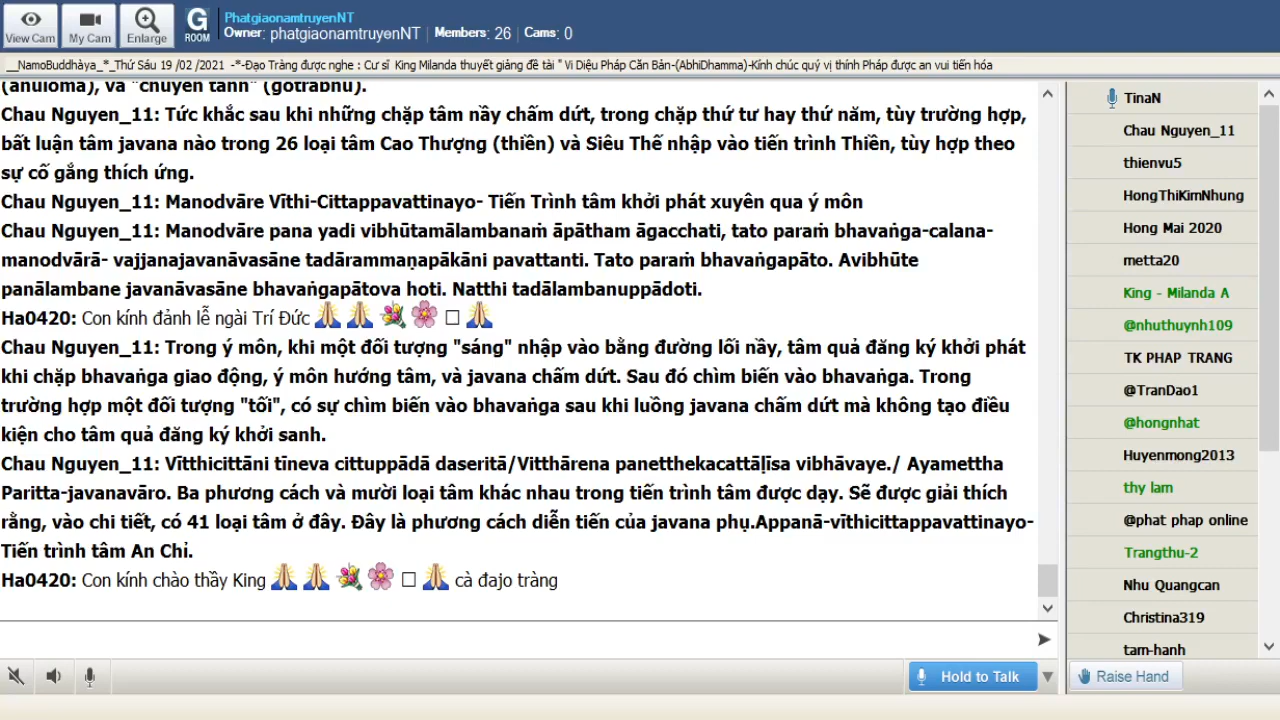 View Cam
My Cam
Enlarge
G
ROOM
PhatgiaonamtruyenNT
Owner: phatgiaonamtruyenNT | Members: 26 | Cams: 0
__NamoBuddhàya_*_Thứ Sáu 19 /02 /2021 -*-Đạo Tràng được nghe : Cư sĩ King Milanda thuyết giảng đề tài " Vi Diệu Pháp Căn Bản-(AbhiDhamma)-Kính chúc quý vị thính Pháp được an vui tiến hóa
(anuloma), và "chuyển tánh" (gotrabhu).
Chau Nguyen_11: Tức khắc sau khi những chặp tâm nầy chấm dứt, trong chặp thứ tư hay thứ năm, tùy trường hợp,
bất luận tâm javana nào trong 26 loại tâm Cao Thượng (thiền) và Siêu Thế nhập vào tiến trình Thiền, tùy hợp theo
sự cố gắng thích ứng.
Chau Nguyen_11: Manodvāre Vīthi-Cittappavattinayo- Tiến Trình tâm khởi phát xuyên qua ý môn
Chau Nguyen_11: Manodvāre pana yadi vibhūtamālambanaṁ āpātham āgacchati, tato paraṁ bhavaṅga-calana-
manodvārā- vajjanajavanāvasāne tadārammaṇapākāni pavattanti. Tato paraṁ bhavaṅgapāto. Avibhūte
panālambane javanāvasāne bhavaṅgapātova hoti. Natthi tadālambanuppādoti.
Ha0420: Con kính đảnh lễ ngài Trí Đức 🙏 🙏 💐 🌸 □ 🙏
Chau Nguyen_11: Trong ý môn, khi một đối tượng "sáng" nhập vào bằng đường lối nầy, tâm quả đăng ký khởi phát
khi chặp bhavaṅga giao động, ý môn hướng tâm, và javana chấm dứt. Sau đó chìm biến vào bhavaṅga. Trong
trường hợp một đối tượng "tối", có sự chìm biến vào bhavaṅga sau khi luồng javana chấm dứt mà không tạo điều
kiện cho tâm quả đăng ký khởi sanh.
Chau Nguyen_11: Vītthicittāni tīneva cittuppādā daseritā/Vitthārena panetthekacattāḷīsa vibhāvaye./ Ayamettha
Paritta-javanavāro. Ba phương cách và mười loại tâm khác nhau trong tiến trình tâm được dạy. Sẽ được giải thích
rằng, vào chi tiết, có 41 loại tâm ở đây. Đây là phương cách diễn tiến của javana phụ.Appanā-vīthicittappavattinayo-
Tiến trình tâm An Chỉ.
Ha0420: Con kính chào thầy King 🙏 🙏 💐 🌸 □ 🙏 cà đajo tràng
Hold to Talk
TinaN
Chau Nguyen_11
thienvu5
HongThiKimNhung
Hong Mai 2020
metta20
King - Milanda A
@nhuthuynh109
TK PHAP TRANG
@TranDao1
@hongnhat
Huyenmong2013
thy lam
@phat phap online
Trangthu-2
Nhu Quangcan
Christina319
tam-hanh
Raise Hand